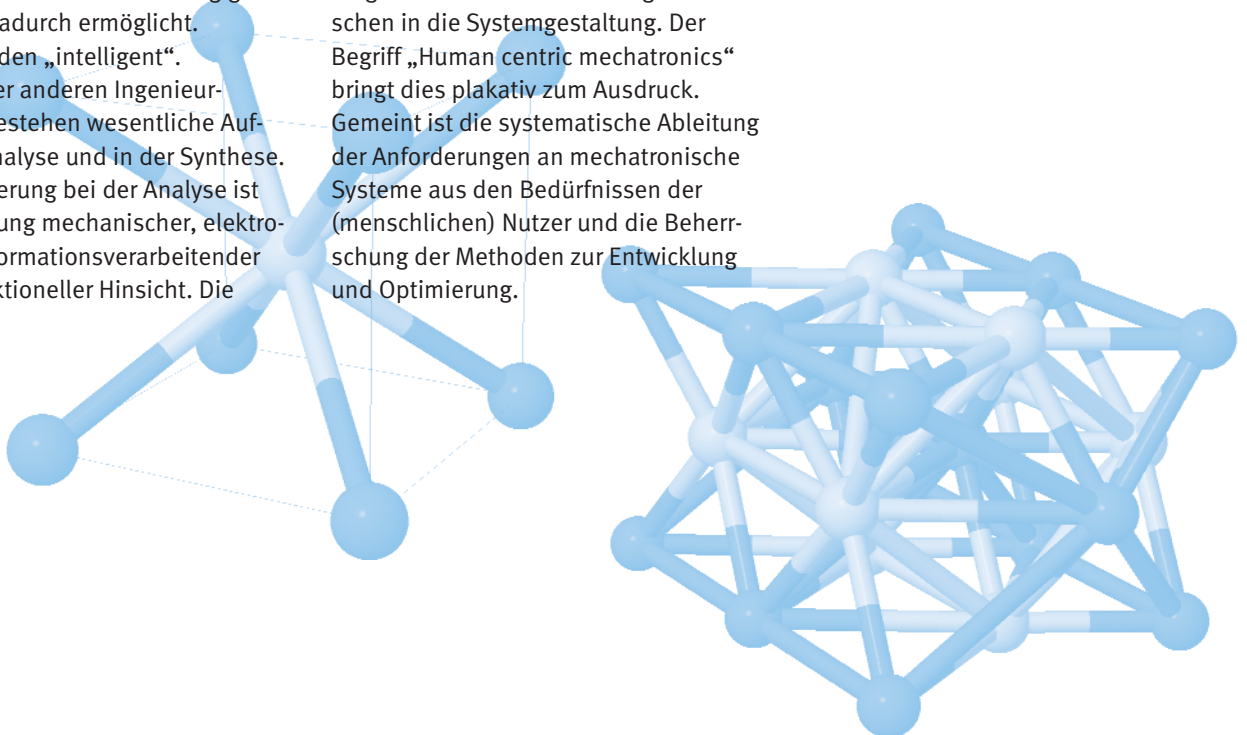 adurch ermöglicht.
den „intelligent“.
er anderen Ingenieur-
estehen wesentliche Auf-
nalyse und in der Synthese.
erung bei der Analyse ist
ung mechanischer, elektro-
ormationsverarbeitender
ktioneller Hinsicht. Die
schen in die Systemgestaltung. Der
Begriff „Human centric mechatronics“
bringt dies plakativ zum Ausdruck.
Gemeint ist die systematische Ableitung
der Anforderungen an mechatronische
Systeme aus den Bedürfnissen der
(menschlichen) Nutzer und die Beherr-
schung der Methoden zur Entwicklung
und Optimierung.